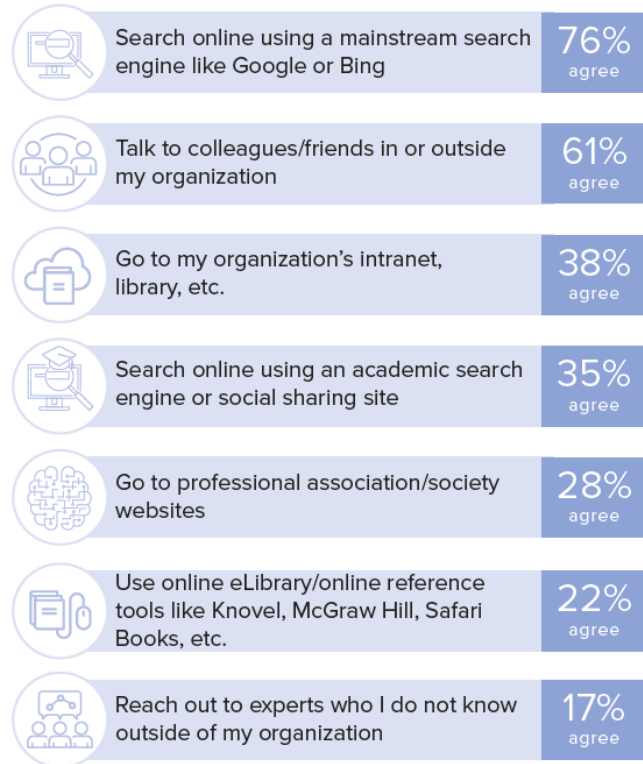 Search online using a mainstream search
engine like Google or Bing
76%
agree
Talk to colleagues/friends in or outside
my organization
61%
agree
Go to my organization’s intranet,
library, etc.
38%
agree
Search online using an academic search
engine or social sharing site
35%
agree
Go to professional association/society
websites
28%
agree
Use online eLibrary/online reference
tools like Knovel, McGraw Hill, Safari
Books, etc.
22%
agree
Reach out to experts who I do not know
outside of my organization
17%
agree